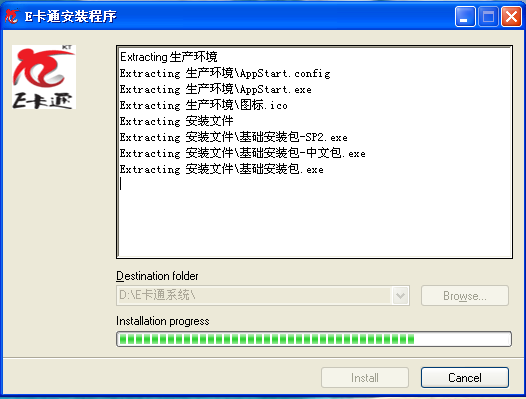 E卡通安装程序
KT
E卡通
Extracting 生产环境
Extracting 生产环境\AppStart.config
Extracting 生产环境\AppStart.exe
Extracting 生产环境\图标.ico
Extracting 安装文件
Extracting 安装文件\基础安装包-SP2.exe
Extracting 安装文件\基础安装包-中文包.exe
Extracting 安装文件\基础安装包.exe
Destination folder
D:\E卡通系统\
Browse...
Installation progress
Install
Cancel